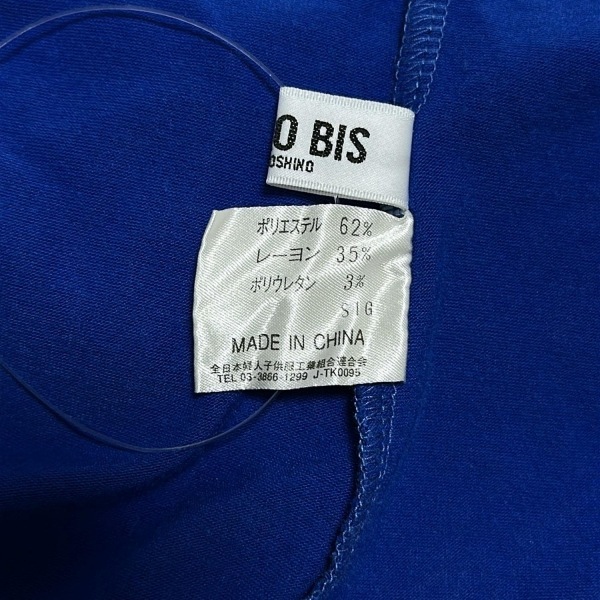 O BIS
OSHINO
ポリエステル 62%
レーヨン 35%
ポリウレタン 3%
SIG
MADE IN CHINA
全日本婦人子供服工業組合連合会
TEL 03-3866-1299 J-TK0095